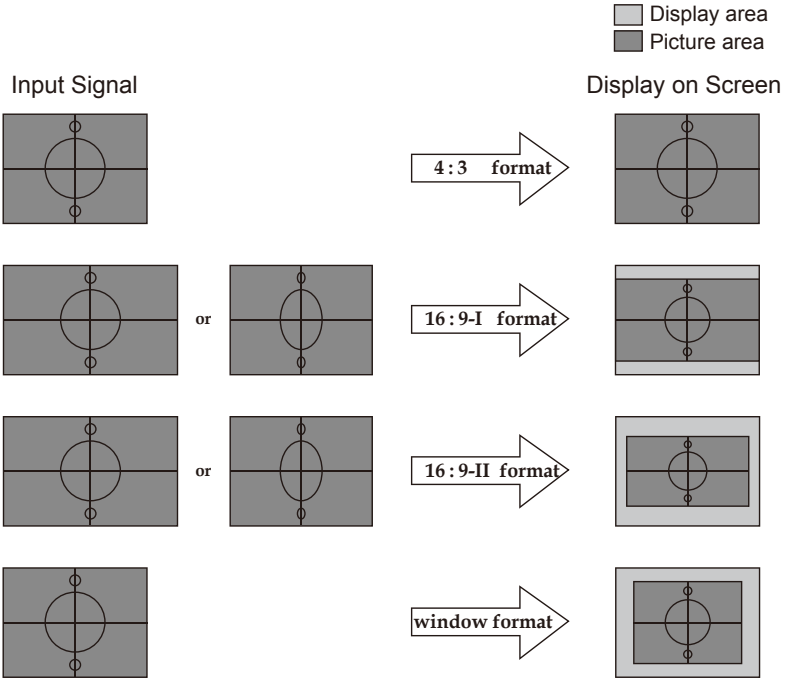 Display area
Picture area
Input Signal
Display on Screen
4 : 3 format
or
16 : 9-I format
or
16 : 9-II format
window format